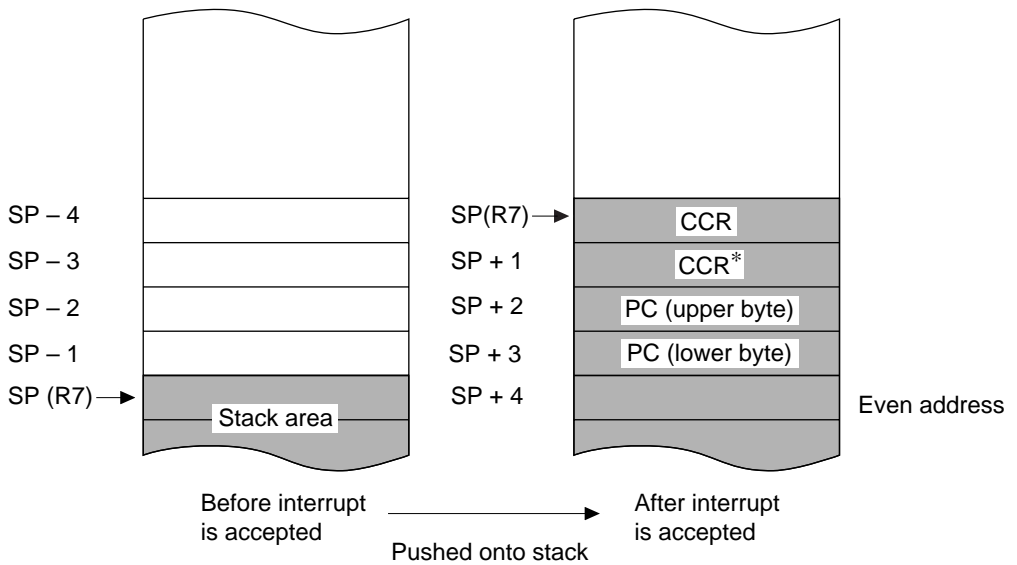 SP – 4
SP – 3
SP – 2
SP – 1
SP (R7)
Stack area
SP(R7)
SP + 1
SP + 2
SP + 3
SP + 4
CCR
CCR*
PC (upper byte)
PC (lower byte)
Even address
Before interrupt
is accepted
Pushed onto stack
After interrupt
is accepted